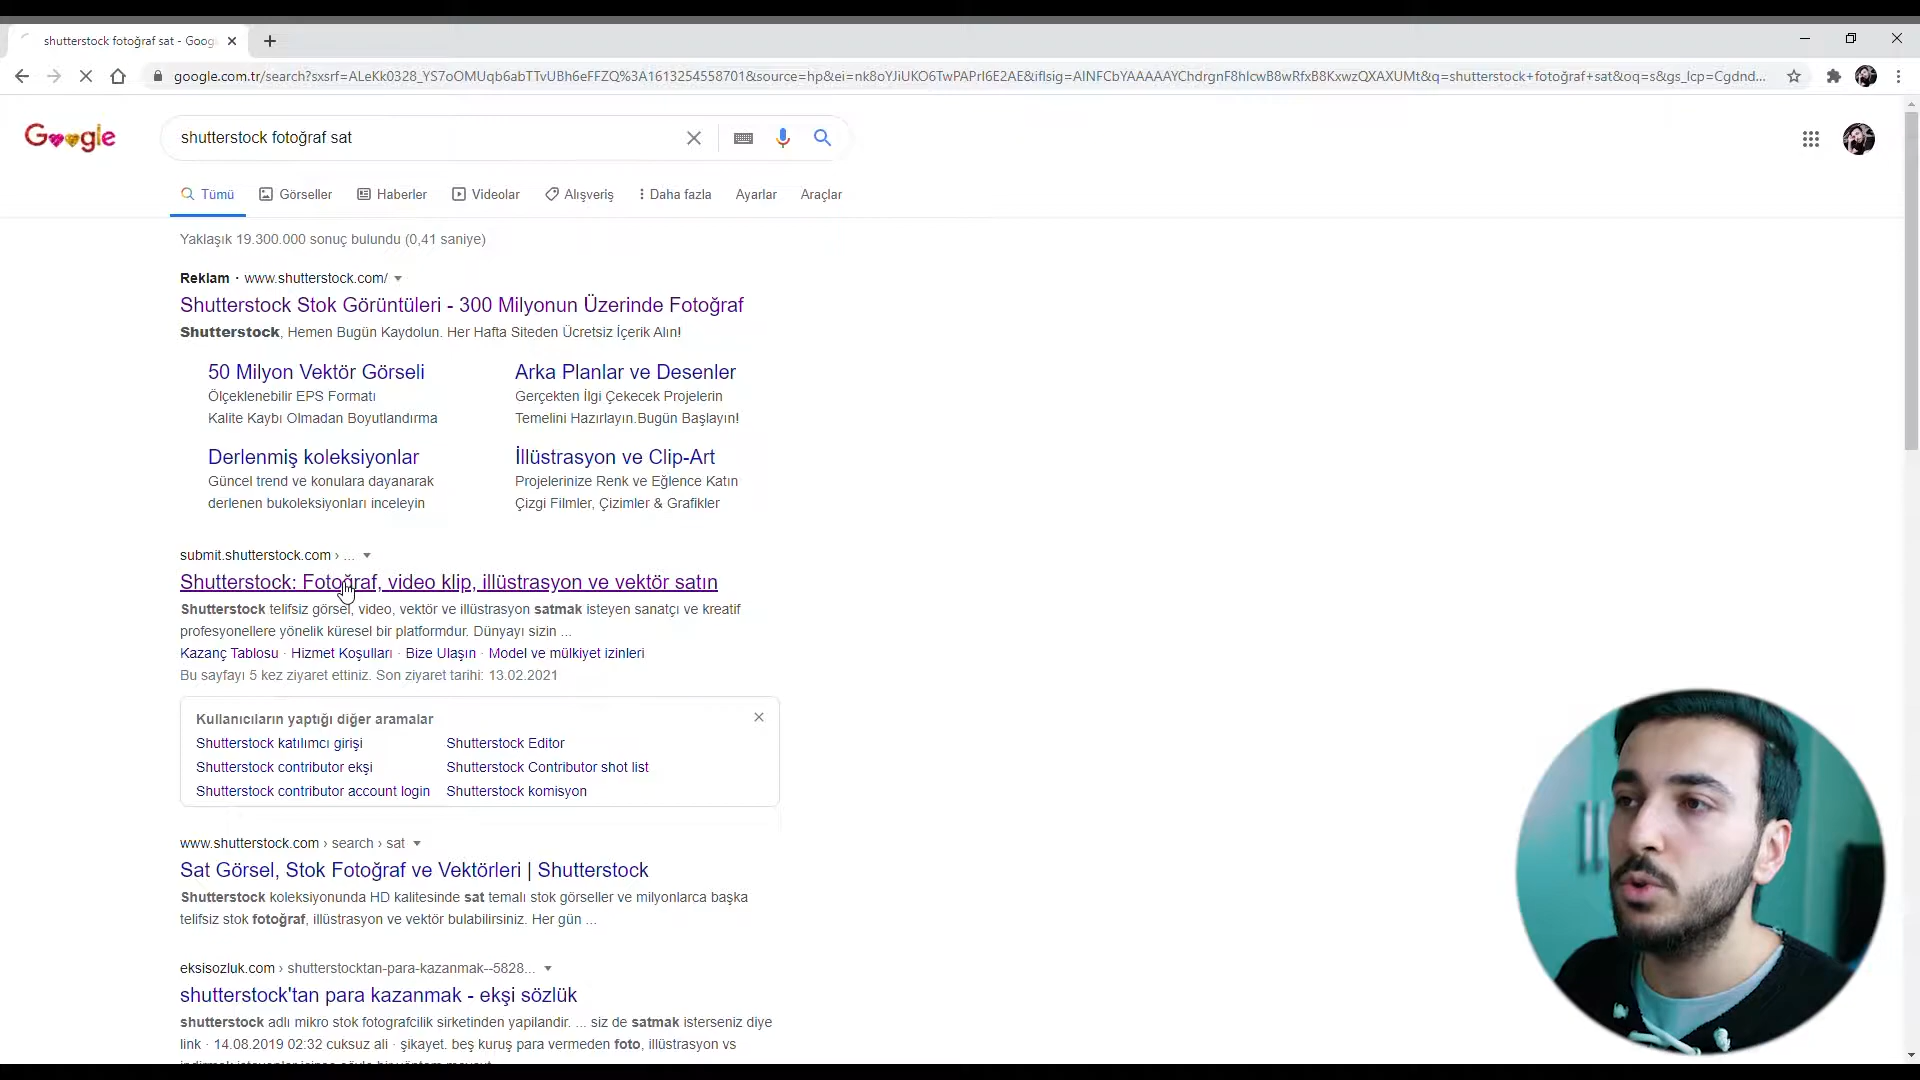 shutterstock fotoğraf sat - Goog
google.com.tr/search?sxsrf=ALeKk0328_YS7oOMUqb6abTTvUBh6eFFZQ%3A1613254558701&source=hp&ei=nk8oYJiUKO6TwPAPrI6E2AE&iflsig=AINFCbYAAAAAYChdrgnF8hIcwB8wRfxB8KxwzQXAXUMt&q=shutterstock+fotoğraf+sat&oq=s&gs_lcp=Cgdnd...
Google
shutterstock fotoğraf sat
Tümü Görseller Haberler Videolar Alışveriş Daha fazla Ayarlar Araçlar
Yaklaşık 19.300.000 sonuç bulundu (0,41 saniye)
Reklam · www.shutterstock.com/
Shutterstock Stok Görüntüleri - 300 Milyonun Üzerinde Fotoğraf
Shutterstock, Hemen Bugün Kaydolun. Her Hafta Siteden Ücretsiz İçerik Alın!
50 Milyon Vektör Görseli
Ölçeklenebilir EPS Formatı
Kalite Kaybı Olmadan Boyutlandırma
Arka Planlar ve Desenler
Gerçekten İlgi Çekecek Projelerin
Temelini Hazırlayın.Bugün Başlayın!
Derlenmiş koleksiyonlar
Güncel trend ve konulara dayanarak
derlenen bukoleksiyonları inceleyin
İllüstrasyon ve Clip-Art
Projelerinize Renk ve Eğlence Katın
Çizgi Filmler, Çizimler & Grafikler
submit.shutterstock.com › ...
Shutterstock: Fotoğraf, video klip, illüstrasyon ve vektör satın
Shutterstock telifsiz görsel, video, vektör ve illüstrasyon satmak isteyen sanatçı ve kreatif
profesyonellere yönelik küresel bir platformdur. Dünyayı sizin ...
Kazanç Tablosu · Hizmet Koşulları · Bize Ulaşın · Model ve mülkiyet izinleri
Bu sayfayı 5 kez ziyaret ettiniz. Son ziyaret tarihi: 13.02.2021
Kullanıcıların yaptığı diğer aramalar
Shutterstock katılımcı girişi Shutterstock Editor
Shutterstock contributor ekşi Shutterstock Contributor shot list
Shutterstock contributor account login Shutterstock komisyon
www.shutterstock.com › search › sat
Sat Görsel, Stok Fotoğraf ve Vektörleri | Shutterstock
Shutterstock koleksiyonunda HD kalitesinde sat temalı stok görseller ve milyonlarca başka
telifsiz stok fotoğraf, illüstrasyon ve vektör bulabilirsiniz. Her gün ...
eksisozluk.com › shutterstocktan-para-kazanmak--5828...
shutterstock'tan para kazanmak - ekşi sözlük
shutterstock adlı mikro stok fotografcilik sirketinden yapilandir. ... siz de satmak isterseniz diye
link · 14.08.2019 02:32 cuksuz ali · şikayet. beş kuruş para vermeden foto, illüstrasyon vs